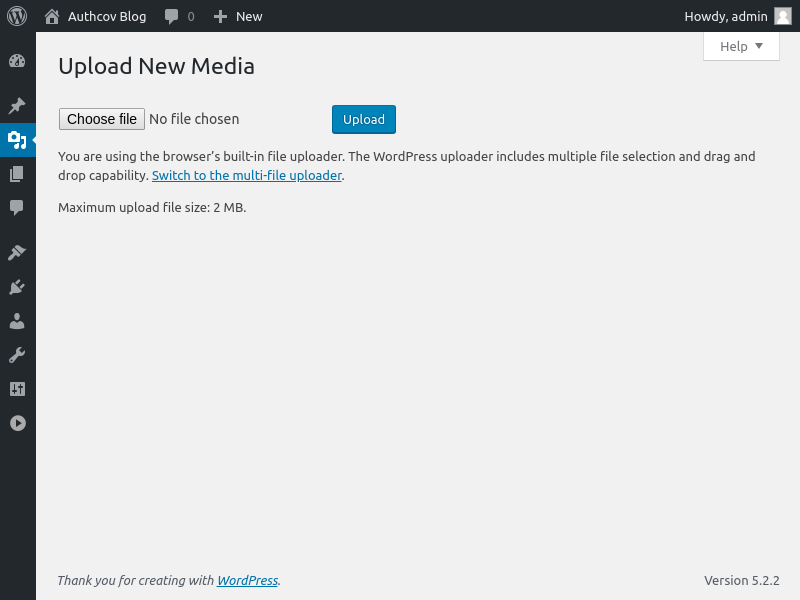 Authcov Blog 0 New Howdy, admin
Help
Upload New Media
Choose file No file chosen Upload
You are using the browser’s built-in file uploader. The WordPress uploader includes multiple file selection and drag and
drop capability. Switch to the multi-file uploader.
Maximum upload file size: 2 MB.
Thank you for creating with WordPress. Version 5.2.2